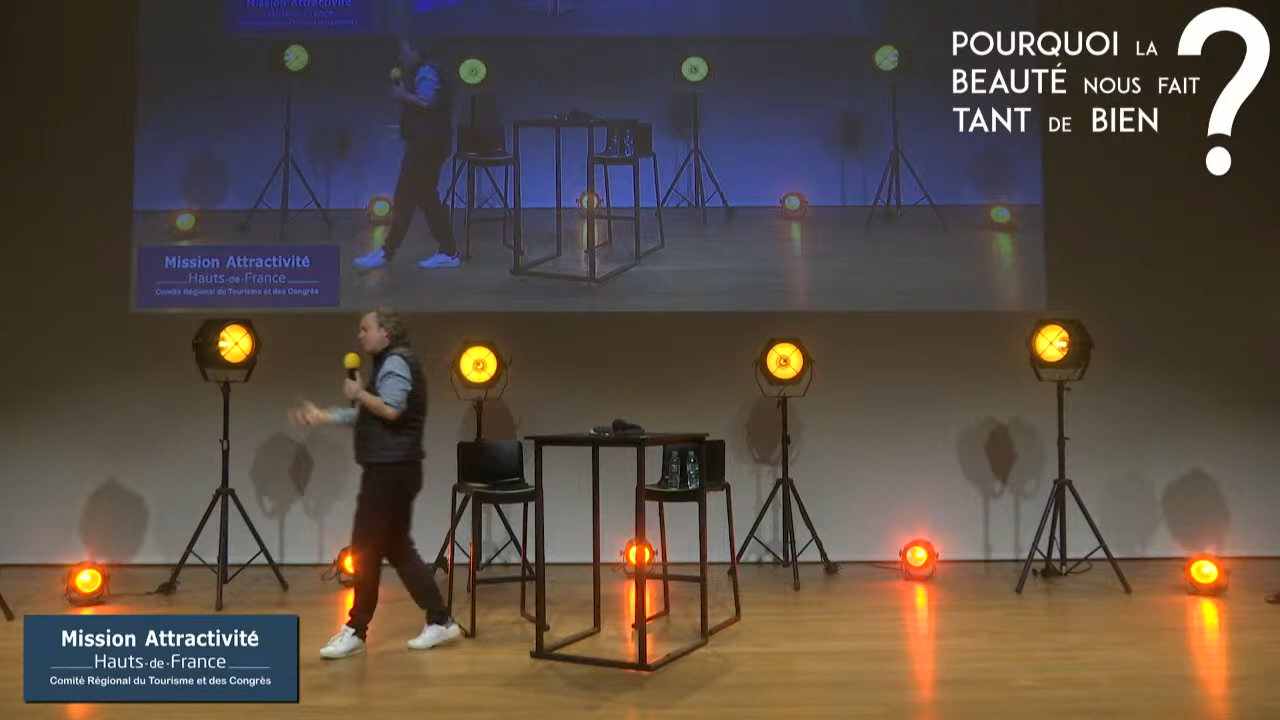 POURQUOI LA
BEAUTÉ NOUS FAIT
TANT DE BIEN
?
Mission Attractivité
Hauts-de-France
Comité Régional du Tourisme et des Congrès
Mission Attractivité
Hauts-de-France
Comité Régional du Tourisme et des Congrès